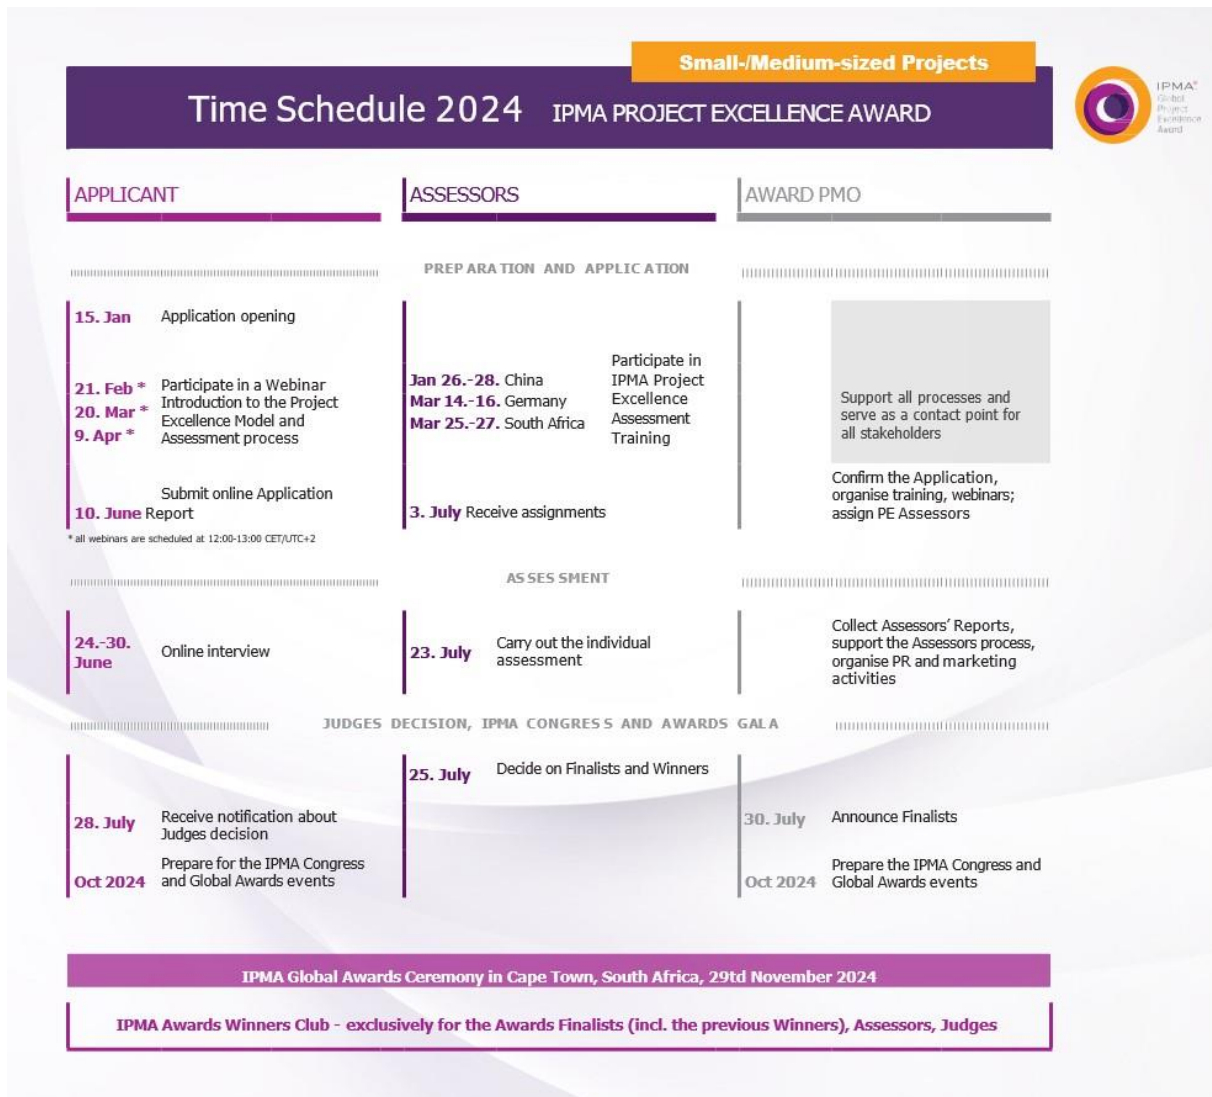 Small-/Medium-sized Projects
Time Schedule 2024 IPMA PROJECT EXCELLENCE AWARD
IPMA®
Global
Project
Excellence
Award
APPLICANT
ASSESSORS
AWARD PMO
PREPARATION AND APPLICATION
15. Jan Application opening
21. Feb *
20. Mar *
9. Apr *
Participate in a Webinar
Introduction to the Project
Excellence Model and
Assessment process
Submit online Application
10. June Report
* all webinars are scheduled at 12:00-13:00 CET/UTC+2
Jan 26.-28. China
Mar 14.-16. Germany
Mar 25.-27. South Africa
Participate in
IPMA Project
Excellence
Assessment
Training
3. July Receive assignments
Support all processes and
serve as a contact point for
all stakeholders
Confirm the Application,
organise training, webinars;
assign PE Assessors
ASSESSMENT
24.-30.
June
Online interview
23. July
Carry out the individual
assessment
Collect Assessors' Reports,
support the Assessors process,
organise PR and marketing
activities
JUDGES DECISION, IPMA CONGRESS AND AWARDS GALA
25. July Decide on Finalists and Winners
28. July
Receive notification about
Judges decision
30. July Announce Finalists
Oct 2024
Prepare for the IPMA Congress
and Global Awards events
Oct 2024
Prepare the IPMA Congress and
Global Awards events
IPMA Global Awards Ceremony in Cape Town, South Africa, 29td November 2024
IPMA Awards Winners Club - exclusively for the Awards Finalists (incl. the previous Winners), Assessors, Judges